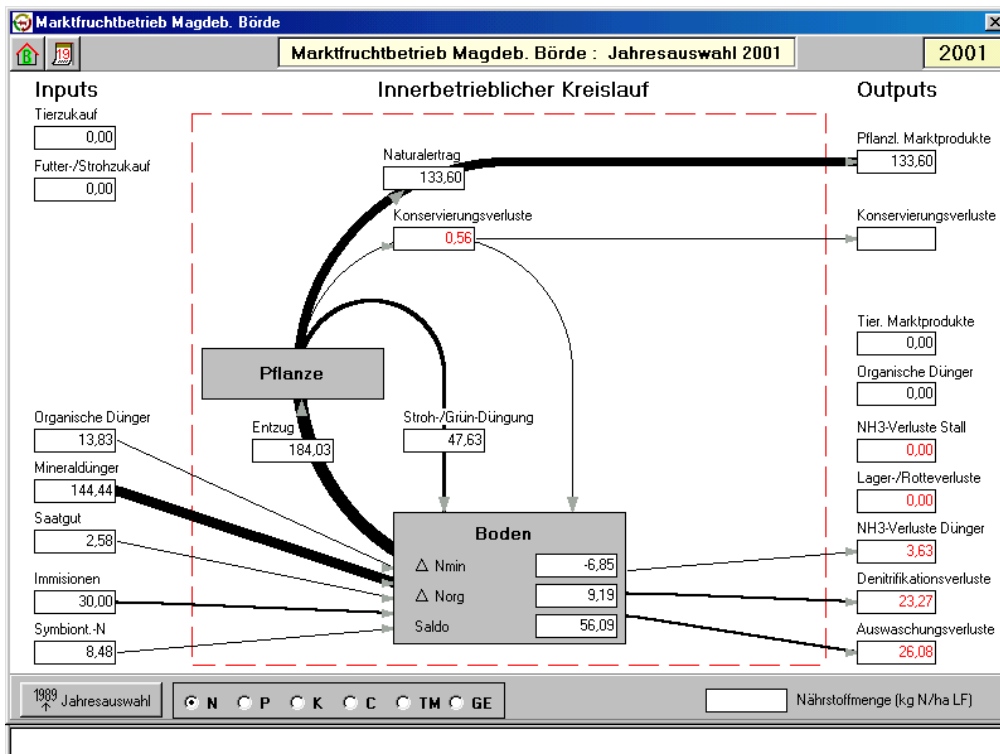 Marktfruchtbetrieb Magdeb. Börde
B
19
Marktfruchtbetrieb Magdeb. Börde : Jahresauswahl 2001
2001
Inputs
Innerbetrieblicher Kreislauf
Outputs
Tierzukauf
0,00
Futter-/Strohzukauf
0,00
Naturalertrag
133,60
Pflanzl. Marktprodukte
133,60
Konservierungsverluste
0,56
Konservierungsverluste
Tier. Marktprodukte
0,00
Organische Dünger
0,00
Pflanze
Organische Dünger
13,83
Entzug
184,03
Stroh-/Grün-Düngung
47,63
NH3-Verluste Stall
0,00
Mineraldünger
144,44
Lager-/Rotteverluste
0,00
Saatgut
2,58
Boden
NH3-Verluste Dünger
3,63
Δ Nmin
-6,85
Immisionen
30,00
Δ Norg
9,19
Denitrifikationsverluste
23,27
Symbiont.-N
8,48
Saldo
56,09
Auswaschungsverluste
26,08
1989
Jahresauswahl
N P K C TM GE
Nährstoffmenge (kg N/ha LF)